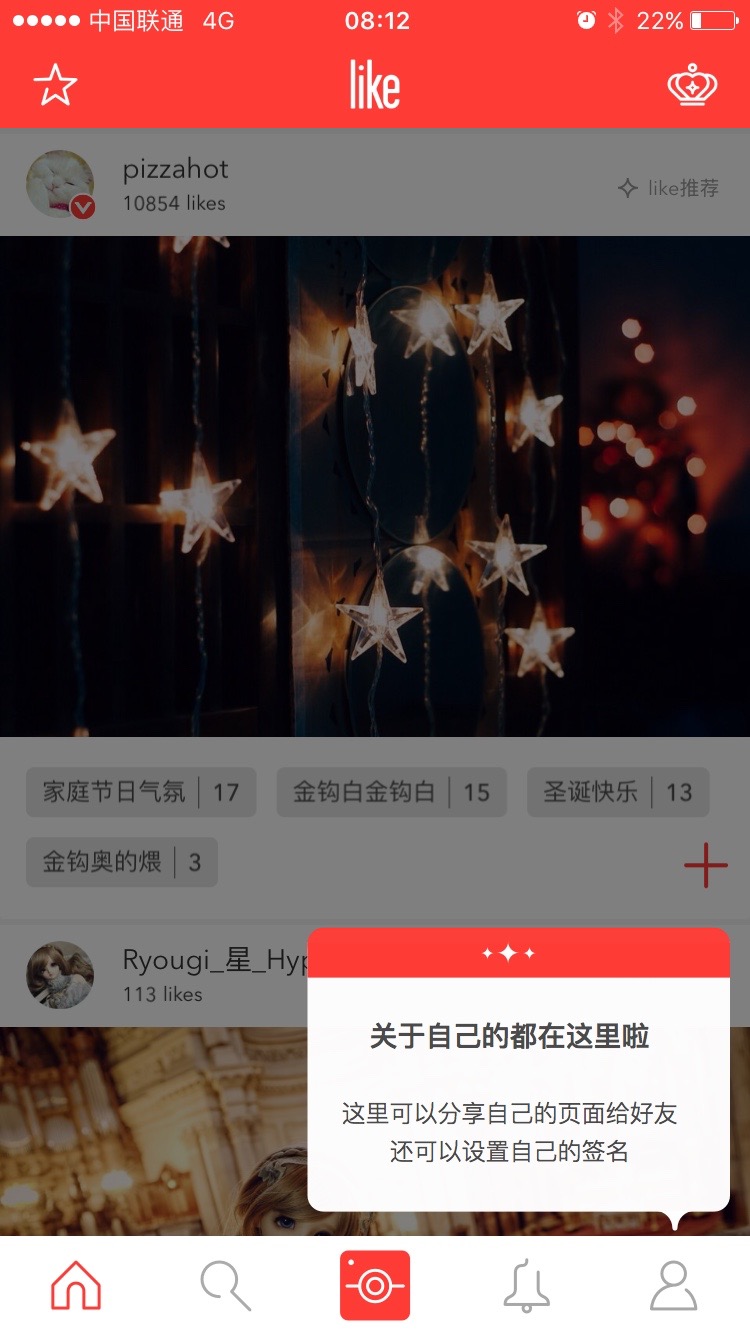 中国联通 4G 08:12 22%
like
pizzahot
10854 likes
like推荐
家庭节日气氛 17 金钩白金钩白 15 圣诞快乐 13
金钩奥的煨 3
Ryougi_星_Hyp
113 likes
关于自己的都在这里啦
这里可以分享自己的页面给好友
还可以设置自己的签名